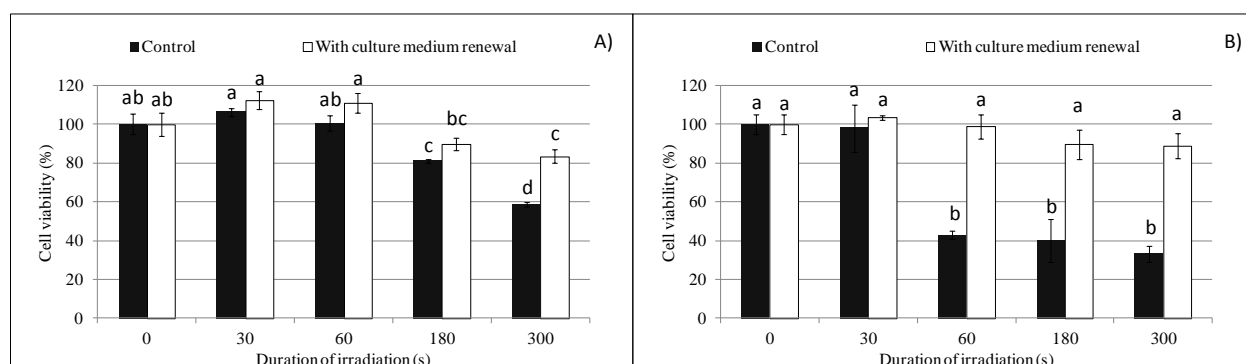 Control
With culture medium renewal
A)
Cell viability (%)
120
100
80
60
40
20
0
ab ab a a ab a c bc d c
0 30 60 180 300
Duration of irradiation (s)
Control
With culture medium renewal
B)
Cell viability (%)
120
100
80
60
40
20
0
a a a a b a b a b a
0 30 60 180 300
Duration of irradiation (s)